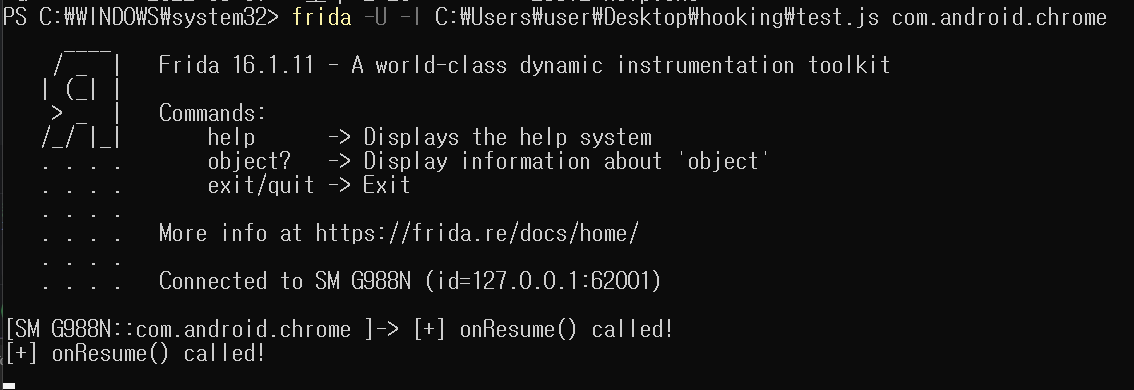 PS C:₩WINDOWS₩system32> frida -U -l C:₩Users₩user₩Desktop₩hooking₩test.js com.android.chrome
     ____
    / _  |   Frida 16.1.11 - A world-class dynamic instrumentation toolkit
   | (_| |
    > _  |   Commands:
   /_/ |_|       help      -> Displays the help system
   . . . .       object?   -> Display information about 'object'
   . . . .       exit/quit -> Exit
   . . . .
   . . . .   More info at https://frida.re/docs/home/
   . . . .
   . . . .   Connected to SM G988N (id=127.0.0.1:62001)
[SM G988N::com.android.chrome ]-> [+] onResume() called!
[+] onResume() called!